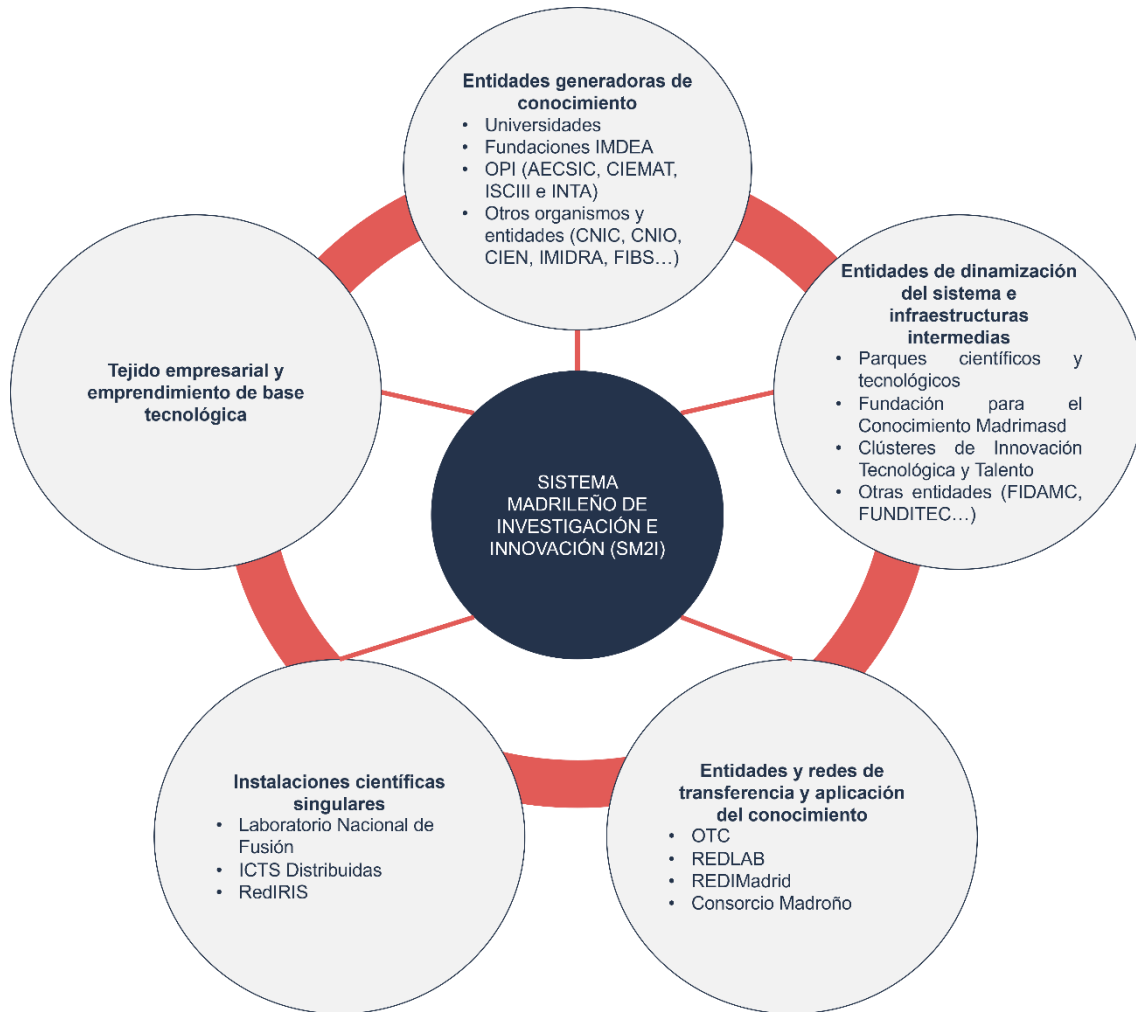 Entidades generadoras de
conocimiento
• Universidades
• Fundaciones IMDEA
• OPI (AECSIC, CIEMAT,
ISCIII e INTA)
• Otros organismos y
entidades (CNIC, CNIO,
CIEN, IMIDRA, FIBS…)
Entidades de dinamización
del sistema e
infraestructuras
intermedias
• Parques científicos y
tecnológicos
• Fundación para el
Conocimiento Madrimasd
• Clústeres de Innovación
Tecnológica y Talento
• Otras entidades (FIDAMC,
FUNDITEC…)
Tejido empresarial y
emprendimiento de base
tecnológica
SISTEMA
MADRILEÑO DE
INVESTIGACIÓN E
INNOVACIÓN (SM2I)
Instalaciones científicas
singulares
• Laboratorio Nacional de
Fusión
• ICTS Distribuidas
• RedIRIS
Entidades y redes de
transferencia y aplicación
del conocimiento
• OTC
• REDLAB
• REDIMadrid
• Consorcio Madroño